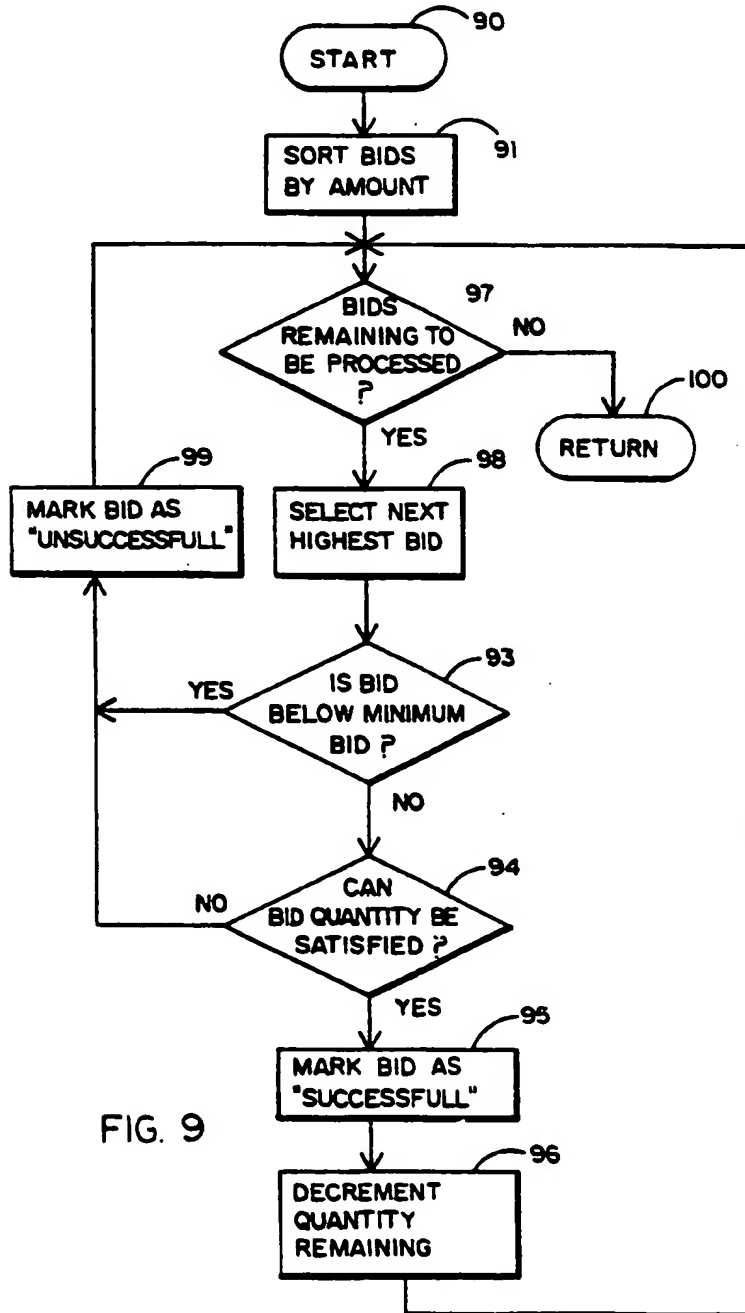 90
START
91
SORT BIDS
BY AMOUNT
97
BIDS
REMAINING TO
BE PROCESSED
?
NO
100
RETURN
YES
99
MARK BID AS
"UNSUCCESSFULL"
98
SELECT NEXT
HIGHEST BID
93
YES
IS BID
BELOW MINIMUM
BID ?
NO
94
NO
CAN
BID QUANTITY BE
SATISFIED ?
YES
95
MARK BID AS
"SUCCESSFULL"
FIG. 9
96
DECREMENT
QUANTITY
REMAINING